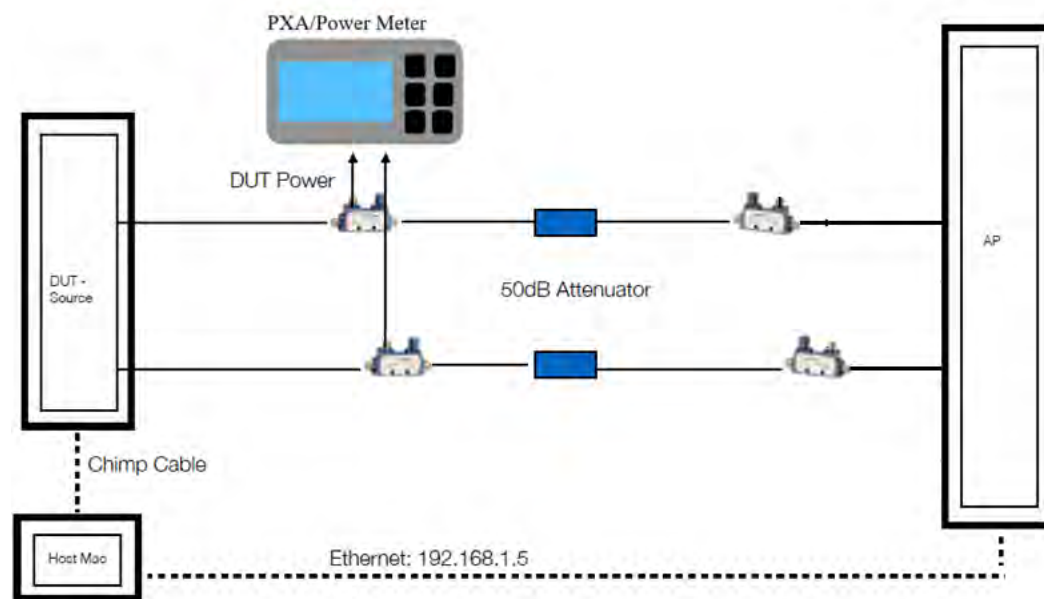 PXA/Power Meter
DUT Power
DUT -
Source
AP
50dB Attenuator
Chimp Cable
Host Mac
Ethernet: 192.168.1.5